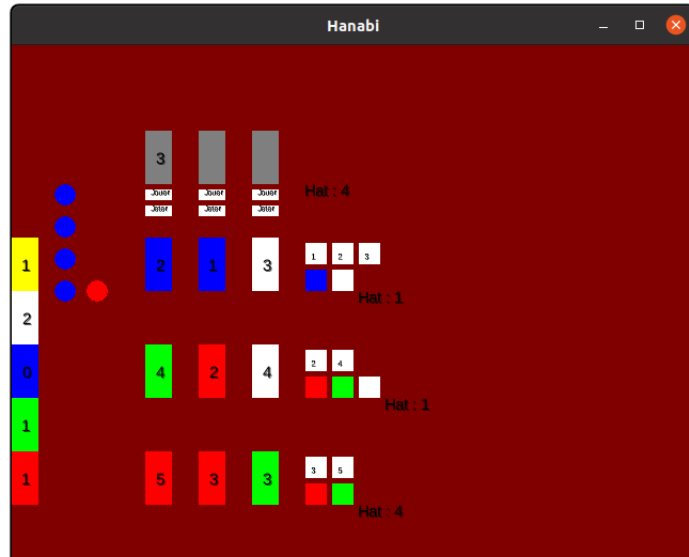 Hanabi
3
Jouer Jouer Jouer
Hat : 4
Jeter Jeter Jeter
1
2 1 3
1 2 3
Hat : 1
2
0
4 2 4
2 4
Hat : 1
1
1
5 3 3
3 5
Hat : 4